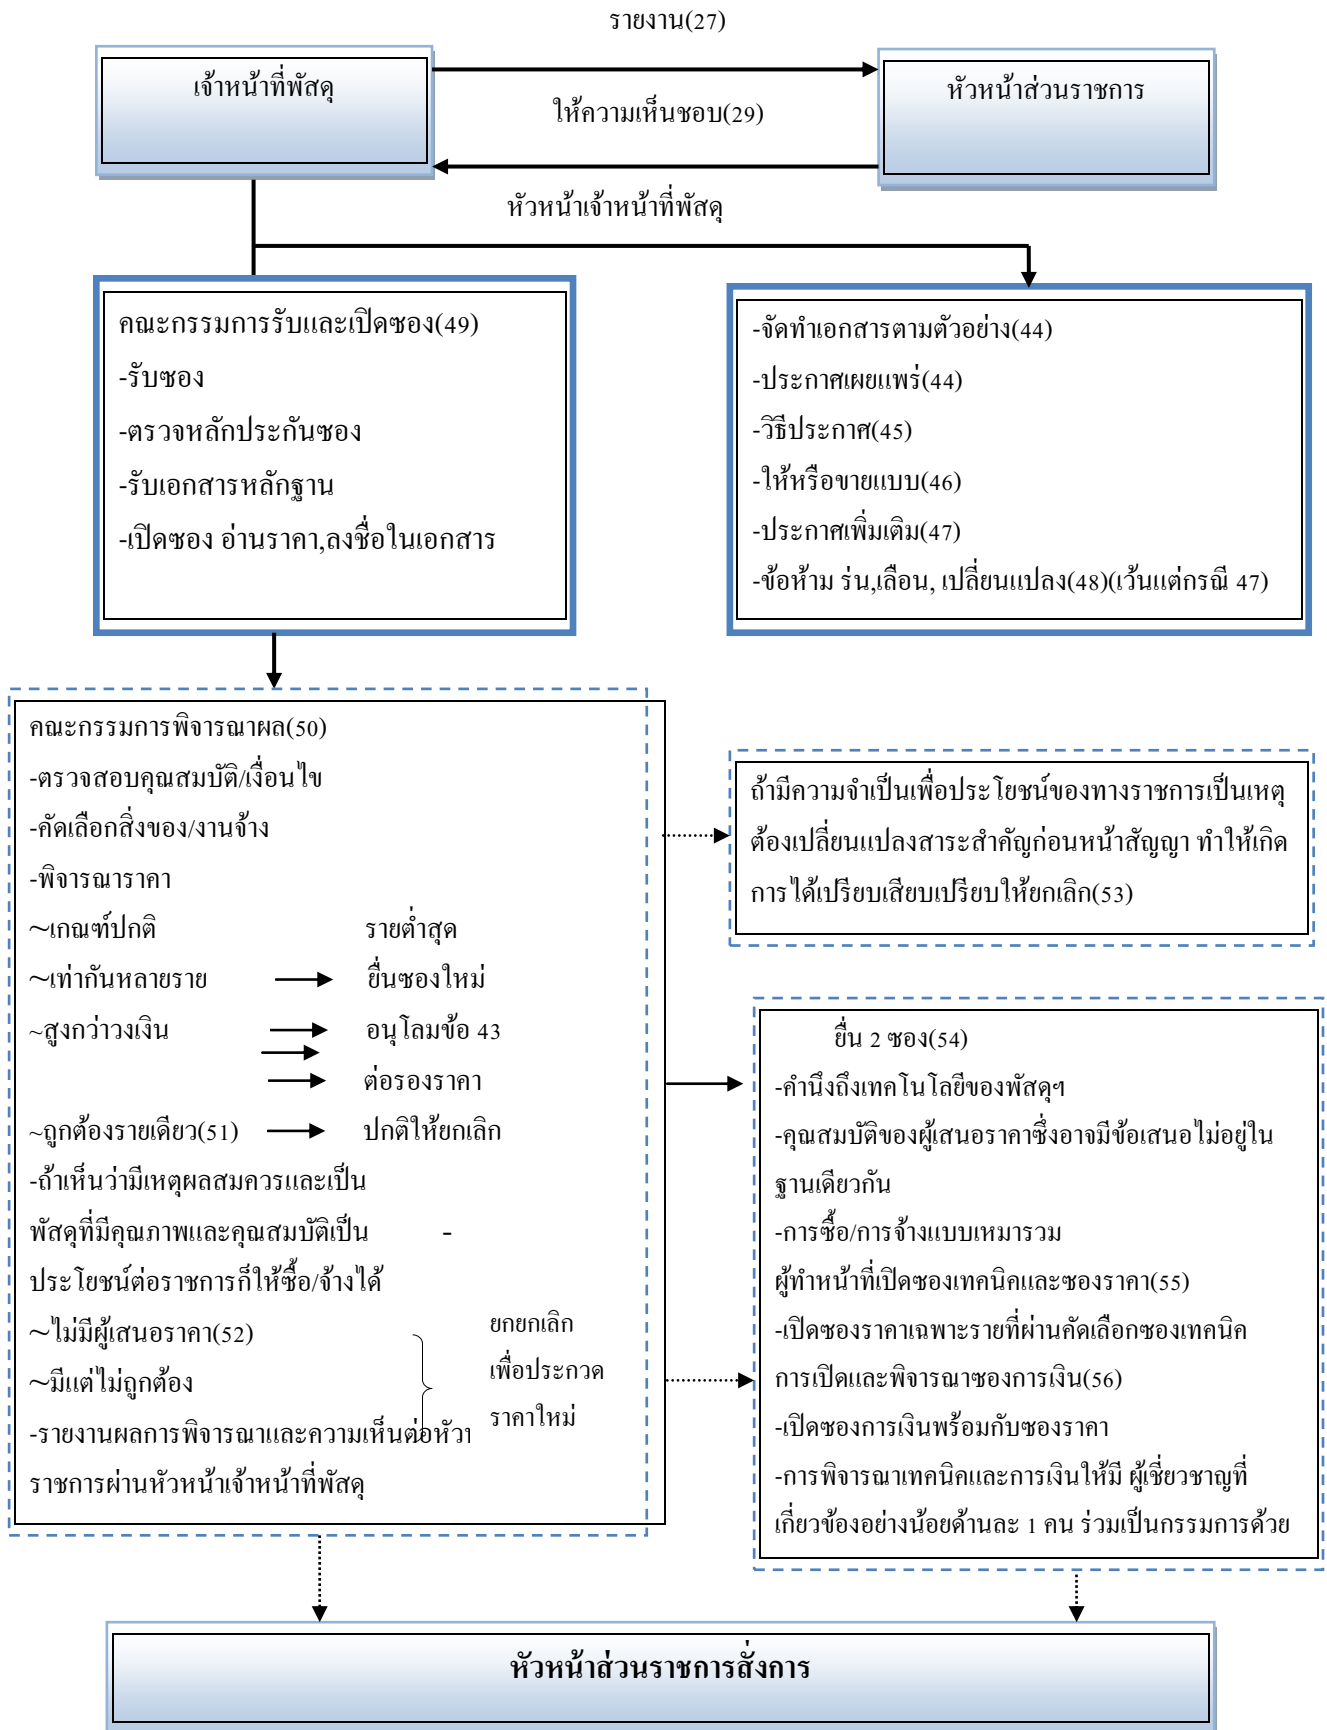 รายงาน(27)
เจ้าหน้าที่พัสดุ
หัวหน้าส่วนราชการ
ให้ความเห็นชอบ(29)
หัวหน้าเจ้าหน้าที่พัสดุ
คณะกรรมการรับและเปิดซอง(49)
-รับซอง
-ตรวจหลักประกันซอง
-รับเอกสารหลักฐาน
-เปิดซอง อ่านราคา,ลงชื่อในเอกสาร
-จัดทำเอกสารตามตัวอย่าง(44)
-ประกาศเผยแพร่(44)
-วิธีประกาศ(45)
-ให้หรือขายแบบ(46)
-ประกาศเพิ่มเติม(47)
-ข้อห้าม ร่น,เลื่อน, เปลี่ยนแปลง(48)(เว้นแต่กรณี 47)
คณะกรรมการพิจารณาผล(50)
-ตรวจสอบคุณสมบัติ/เงื่อนไข
-คัดเลือกสิ่งของ/งานจ้าง
-พิจารณาราคา
~เกณฑ์ปกติ รายต่ำสุด
~เท่ากันหลายราย ยื่นซองใหม่
~สูงกว่าวงเงิน อนุโลมข้อ 43
ต่อรองราคา
~ถูกต้องรายเดียว(51) ปกติให้ยกเลิก
-ถ้าเห็นว่ามีเหตุผลสมควรและเป็น
พัสดุที่มีคุณภาพและคุณสมบัติเป็น -
ประโยชน์ต่อราชการก็ให้ซื้อ/จ้างได้
~ไม่มีผู้เสนอราคา(52)
~มีแต่ไม่ถูกต้อง
ยกยกเลิก
เพื่อประกวด
ราคาใหม่
-รายงานผลการพิจารณาและความเห็นต่อ
ราชการผ่านหัวหน้าเจ้าหน้าที่พัสดุ
ถ้ามีความจำเป็นเพื่อประโยชน์ของทางราชการเป็นเหตุ
ต้องเปลี่ยนแปลงสาระสำคัญก่อนหน้าสัญญา ทำให้เกิด
การได้เปรียบเสียบเปรียบให้ยกเลิก(53)
ยื่น 2 ซอง(54)
-คำนึงถึงเทคโนโลยีของพัสดุฯ
-คุณสมบัติของผู้เสนอราคาซึ่งอาจมีข้อเสนอไม่อยู่ใน
ฐานเดียวกัน
-การซื้อ/การจ้างแบบเหมารวม
ผู้ทำหน้าที่เปิดซองเทคนิคและซองราคา(55)
-เปิดซองราคาเฉพาะรายที่ผ่านคัดเลือกซองเทคนิค
การเปิดและพิจารณาซองการเงิน(56)
-เปิดซองการเงินพร้อมกับซองราคา
-การพิจารณาเทคนิคและการเงินให้มี ผู้เชี่ยวชาญที่
เกี่ยวข้องอย่างน้อยด้านละ 1 คน ร่วมเป็นกรรมการด้วย
หัวหน้าส่วนราชการสั่งการ